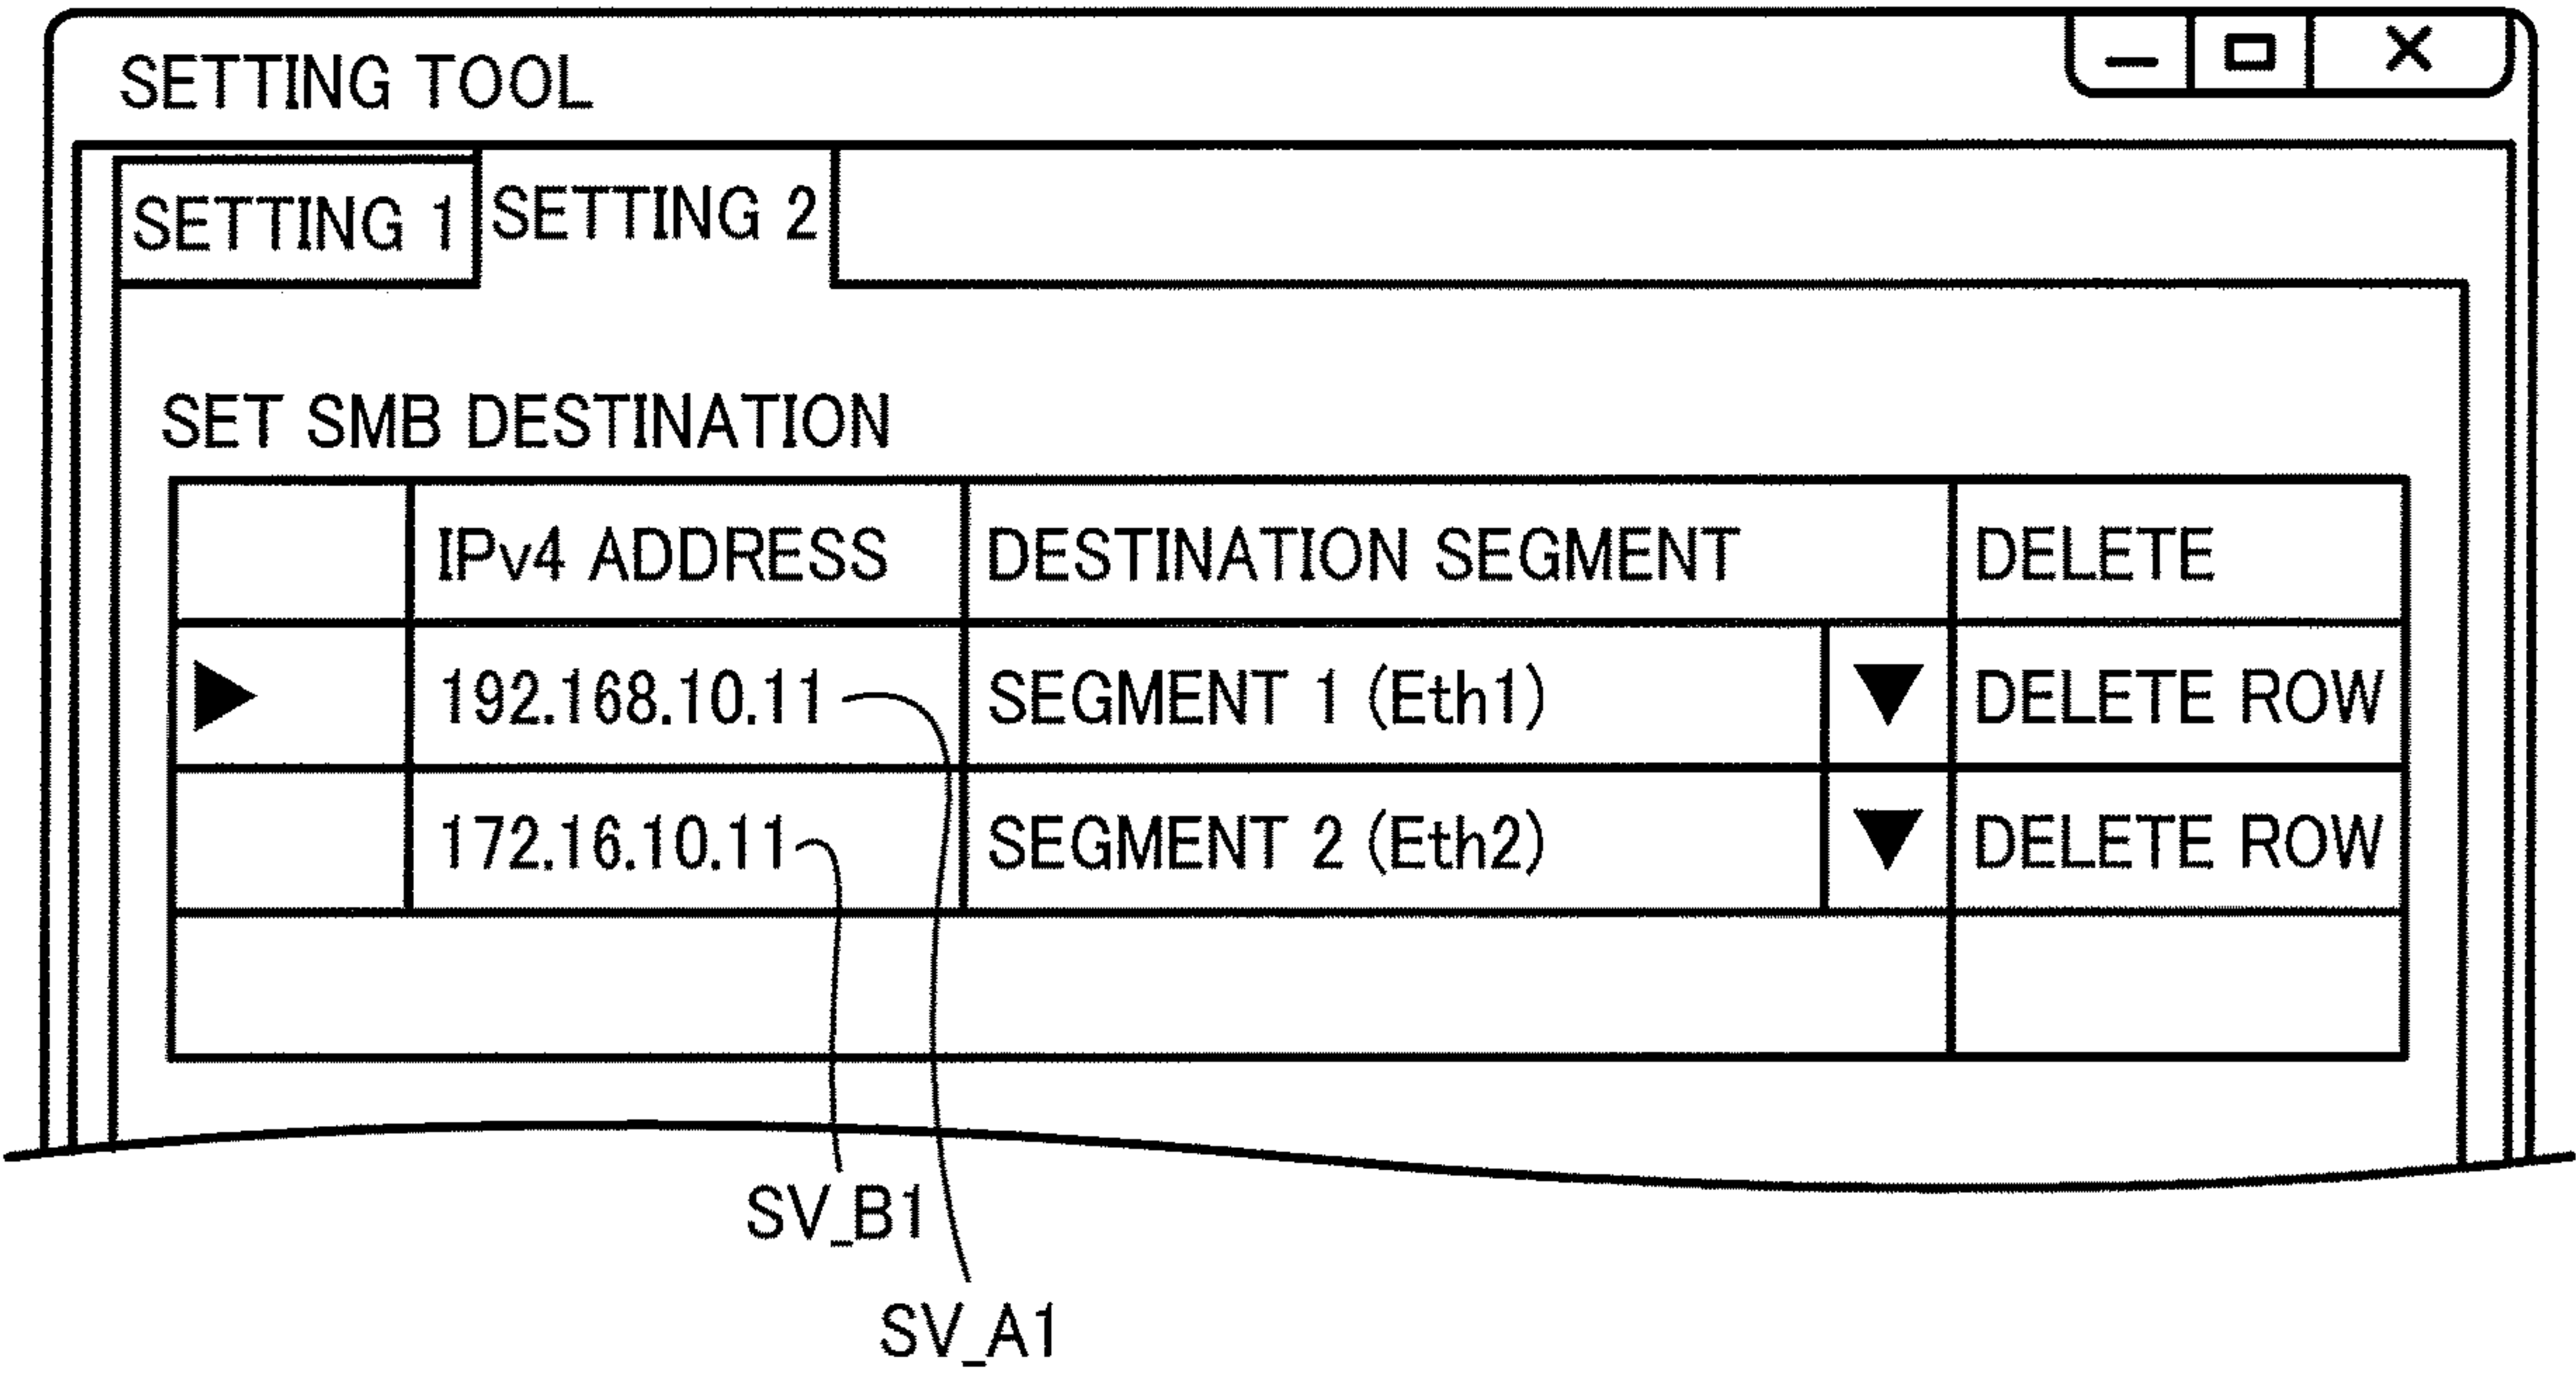 SETTING TOOL
SETTING 1 SETTING 2
SET SMB DESTINATION
IPv4 ADDRESS DESTINATION SEGMENT DELETE
192.168.10.11 SEGMENT 1 (Eth1) DELETE ROW
172.16.10.11 SEGMENT 2 (Eth2) DELETE ROW
SV_B1
SV_A1